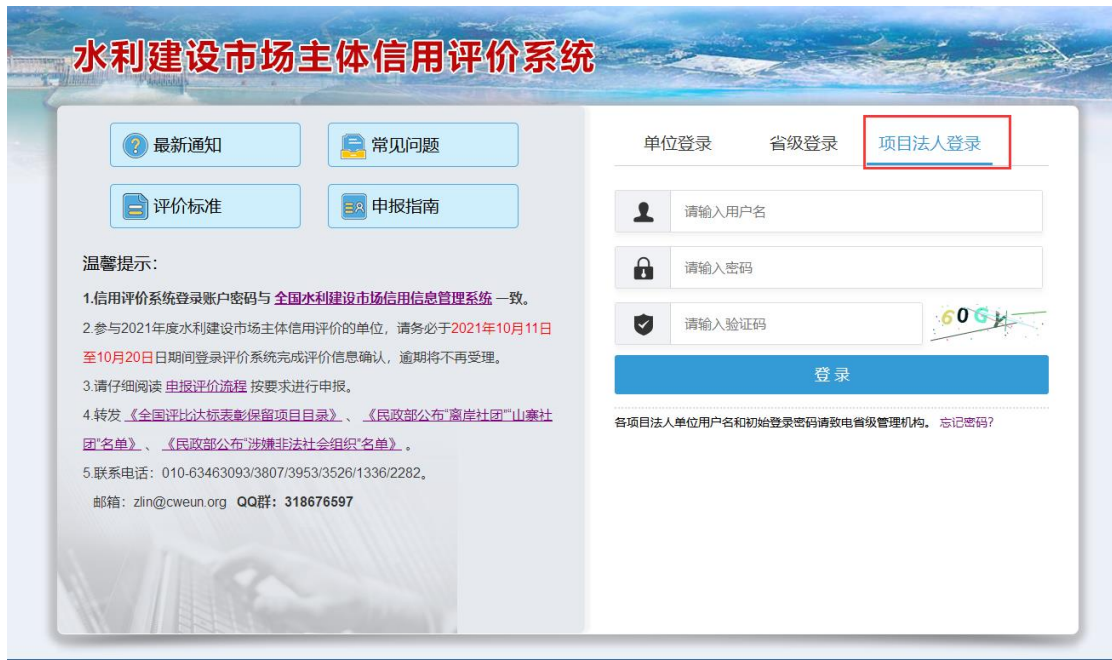 水利建设市场主体信用评价系统
最新通知
常见问题
评价标准
申报指南
温馨提示：
1.信用评价系统登录账户密码与 全国水利建设市场信用信息管理系统 一致。
2.参与2021年度水利建设市场主体信用评价的单位，请务必于2021年10月11日
至10月20日日期间登录评价系统完成评价信息确认，逾期将不再受理。
3.请仔细阅读 申报评价流程 按要求进行申报。
4.转发 《全国评比达标表彰保留项目目录》 、 《民政部公布“离岸社团”“山寨社
团”名单》 、 《民政部公布“涉嫌非法社会组织”名单》 。
5.联系电话：010-63463093/3807/3953/3526/1336/2282。
邮箱：zlin@cweun.org QQ群：318676597
单位登录 省级登录 项目法人登录
请输入用户名
请输入密码
请输入验证码
登 录
各项目法人单位用户名和初始登录密码请致电省级管理机构。 忘记密码?